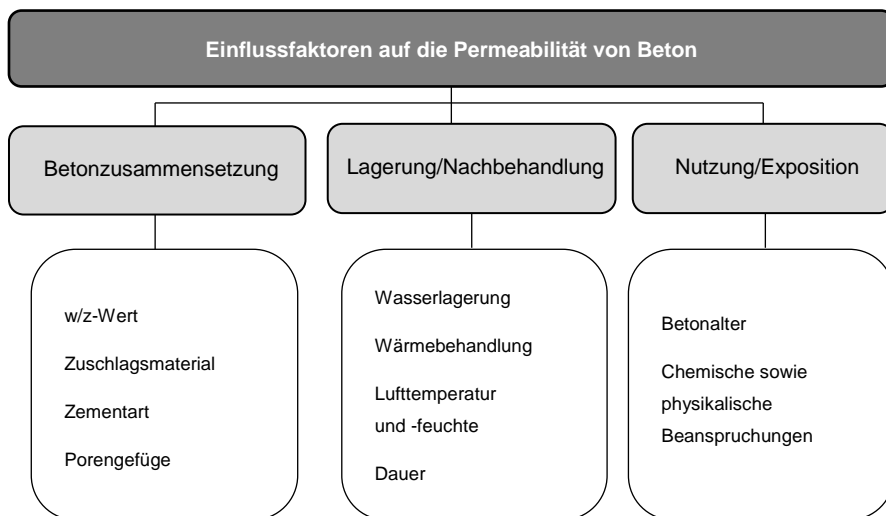 Einflussfaktoren auf die Permeabilität von Beton
Betonzusammensetzung
Lagerung/Nachbehandlung
Nutzung/Exposition
w/z-Wert
Zuschlagsmaterial
Zementart
Porengefüge
Wasserlagerung
Wärmebehandlung
Lufttemperatur
und -feuchte
Dauer
Betonalter
Chemische sowie
physikalische
Beanspruchungen